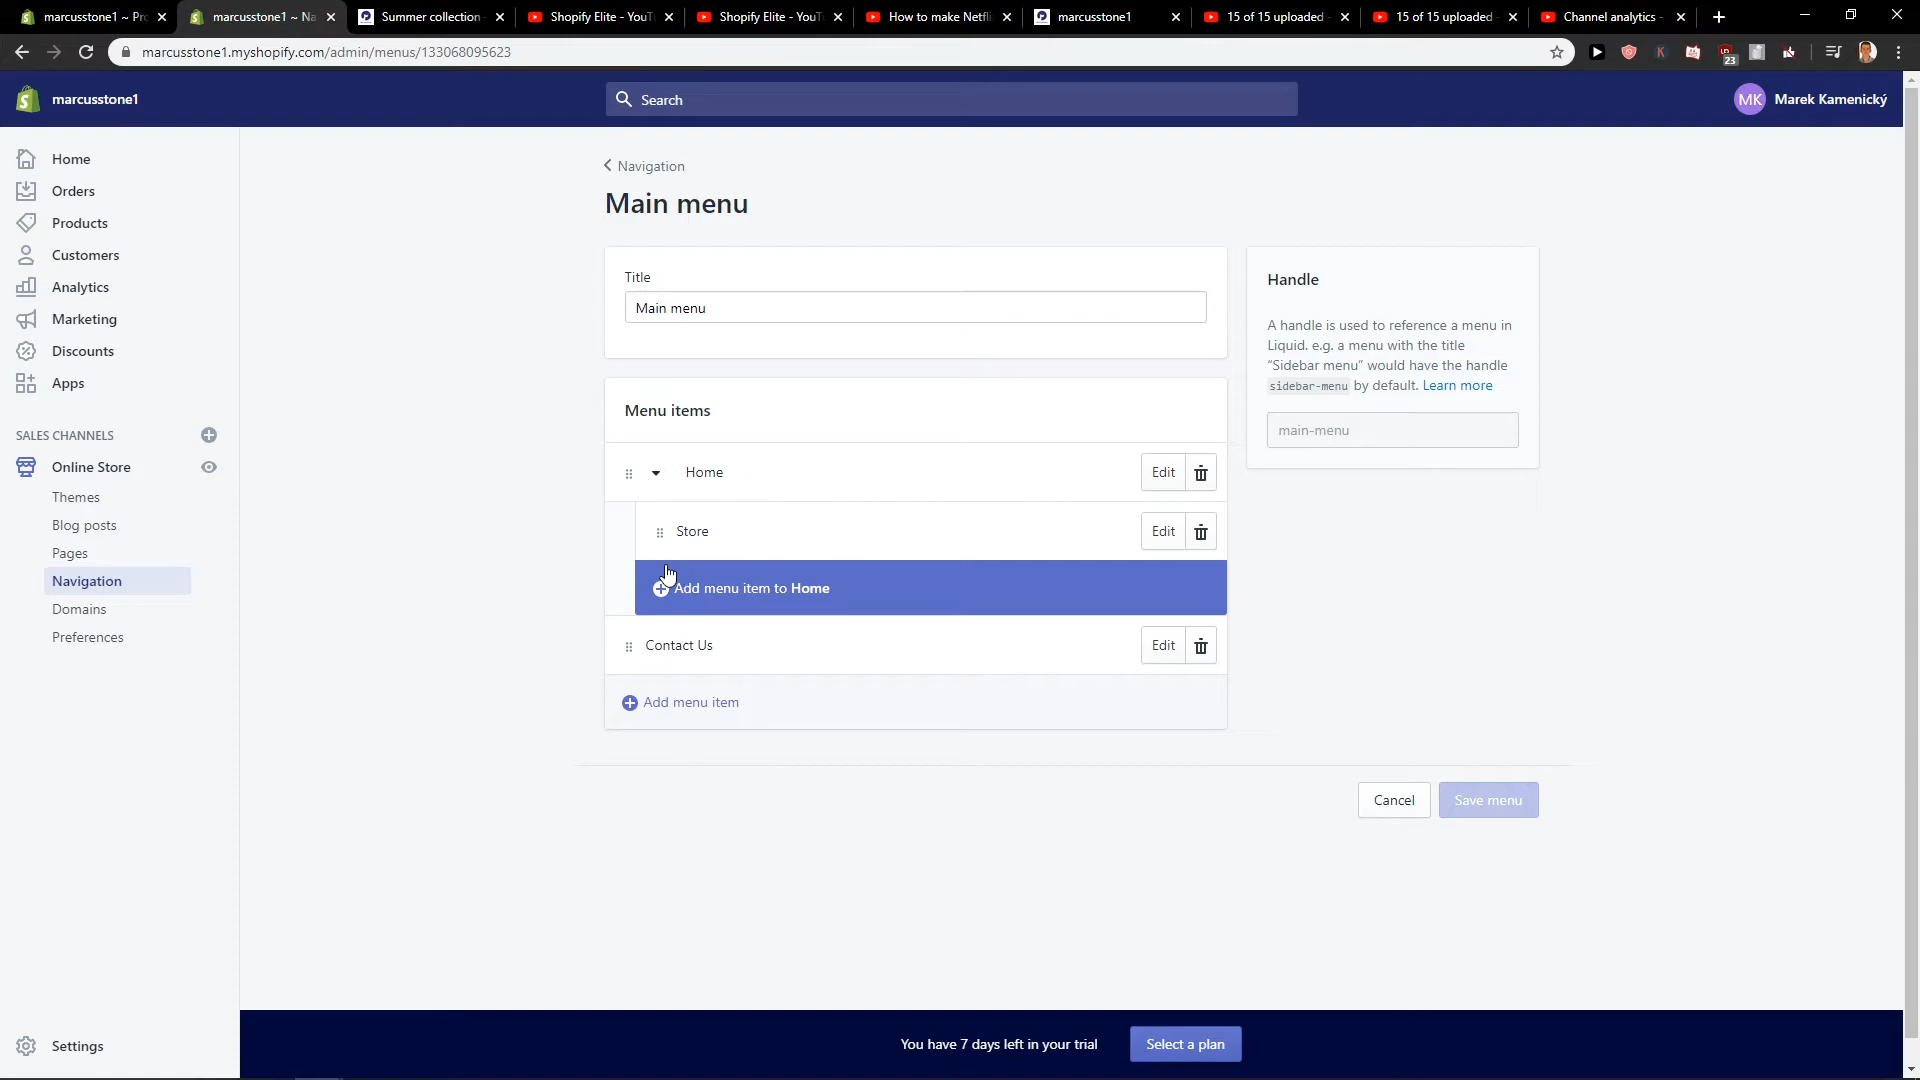 marcusstone1 ~ Pro
marcusstone1 ~ Na
Summer collection
Shopify Elite - YouTu
Shopify Elite - YouTu
How to make Netfli
marcusstone1
15 of 15 uploaded
15 of 15 uploaded
Channel analytics -
marcusstone1.myshopify.com/admin/menus/133068095623
23
marcusstone1
Search
MK
Marek Kamenický
Home
Orders
Products
Customers
Analytics
Marketing
Discounts
Apps
SALES CHANNELS
Online Store
Themes
Blog posts
Pages
Navigation
Domains
Preferences
Settings
Navigation
Main menu
Title
Main menu
Menu items
Home
Edit
Store
Edit
Add menu item to Home
Contact Us
Edit
Add menu item
Handle
A handle is used to reference a menu in
Liquid. e.g. a menu with the title
“Sidebar menu” would have the handle
sidebar-menu by default. Learn more
main-menu
Cancel
Save menu
You have 7 days left in your trial
Select a plan